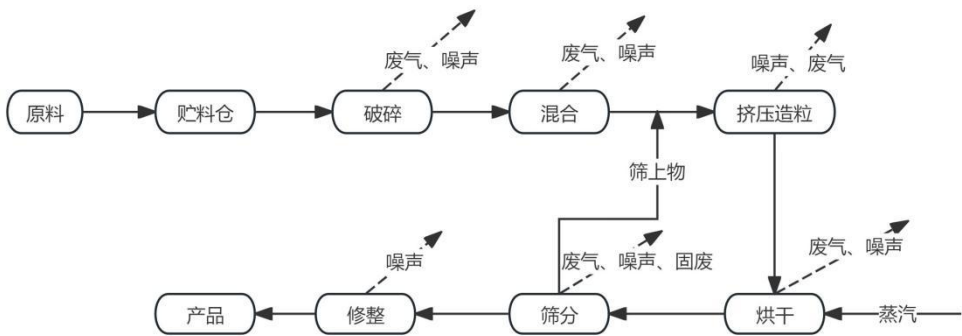 废气、噪声
废气、噪声
噪声、废气
原料
贮料仓
破碎
混合
挤压造粒
筛上物
噪声
废气、噪声、固废
废气、噪声
产品
修整
筛分
烘干
蒸汽